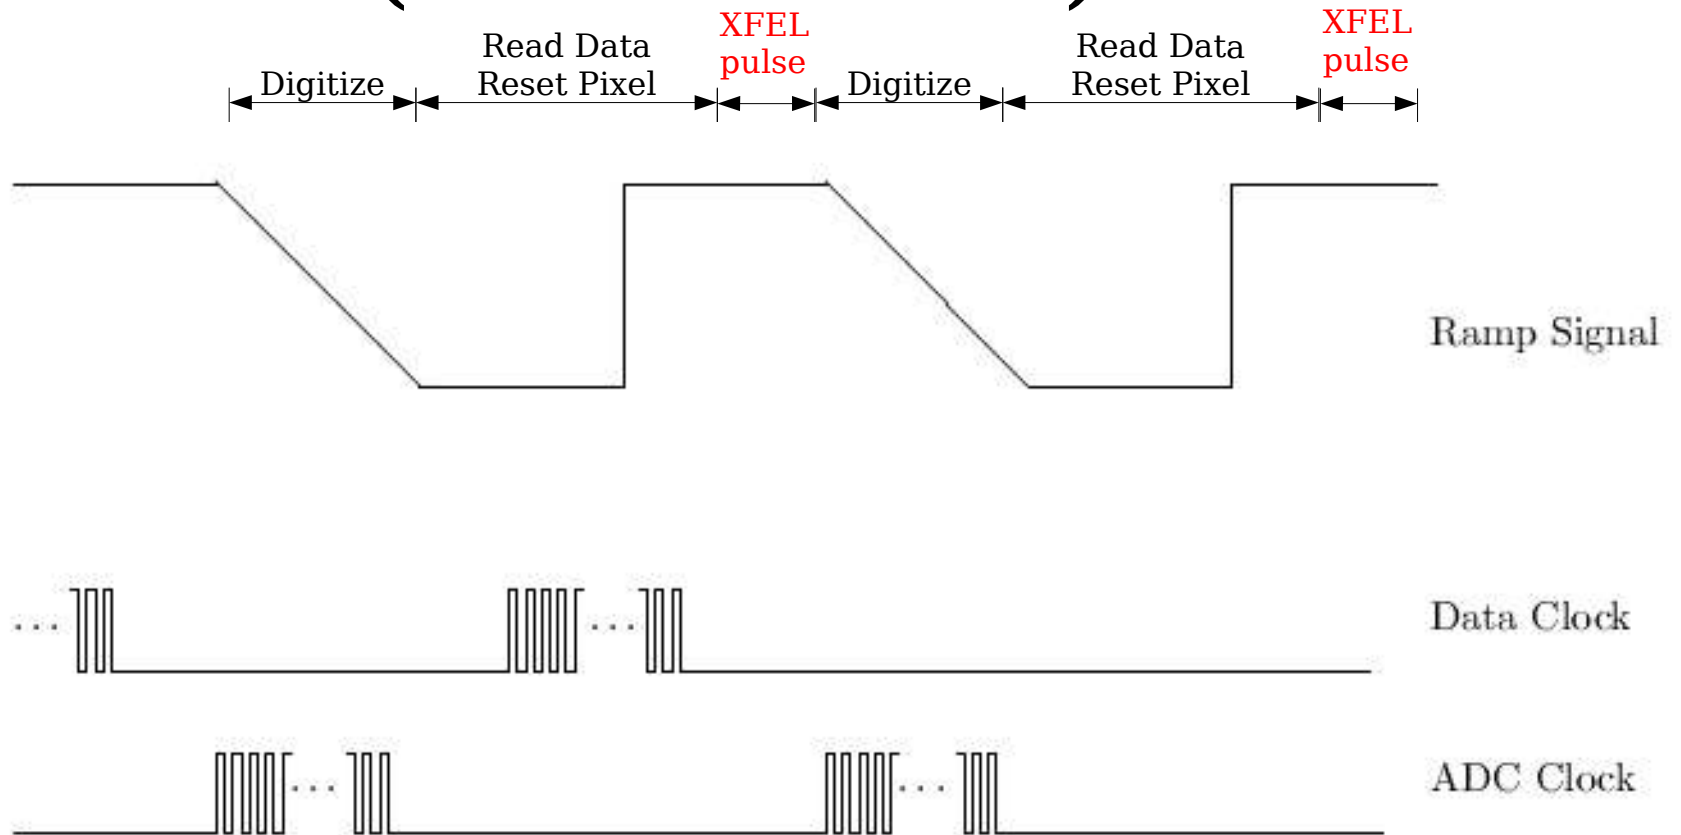 XFEL
pulse
Read Data
Reset Pixel
Digitize
XFEL
pulse
Read Data
Reset Pixel
Digitize
Ramp Signal
. . .
. . .
Data Clock
. . .
. . .
ADC Clock